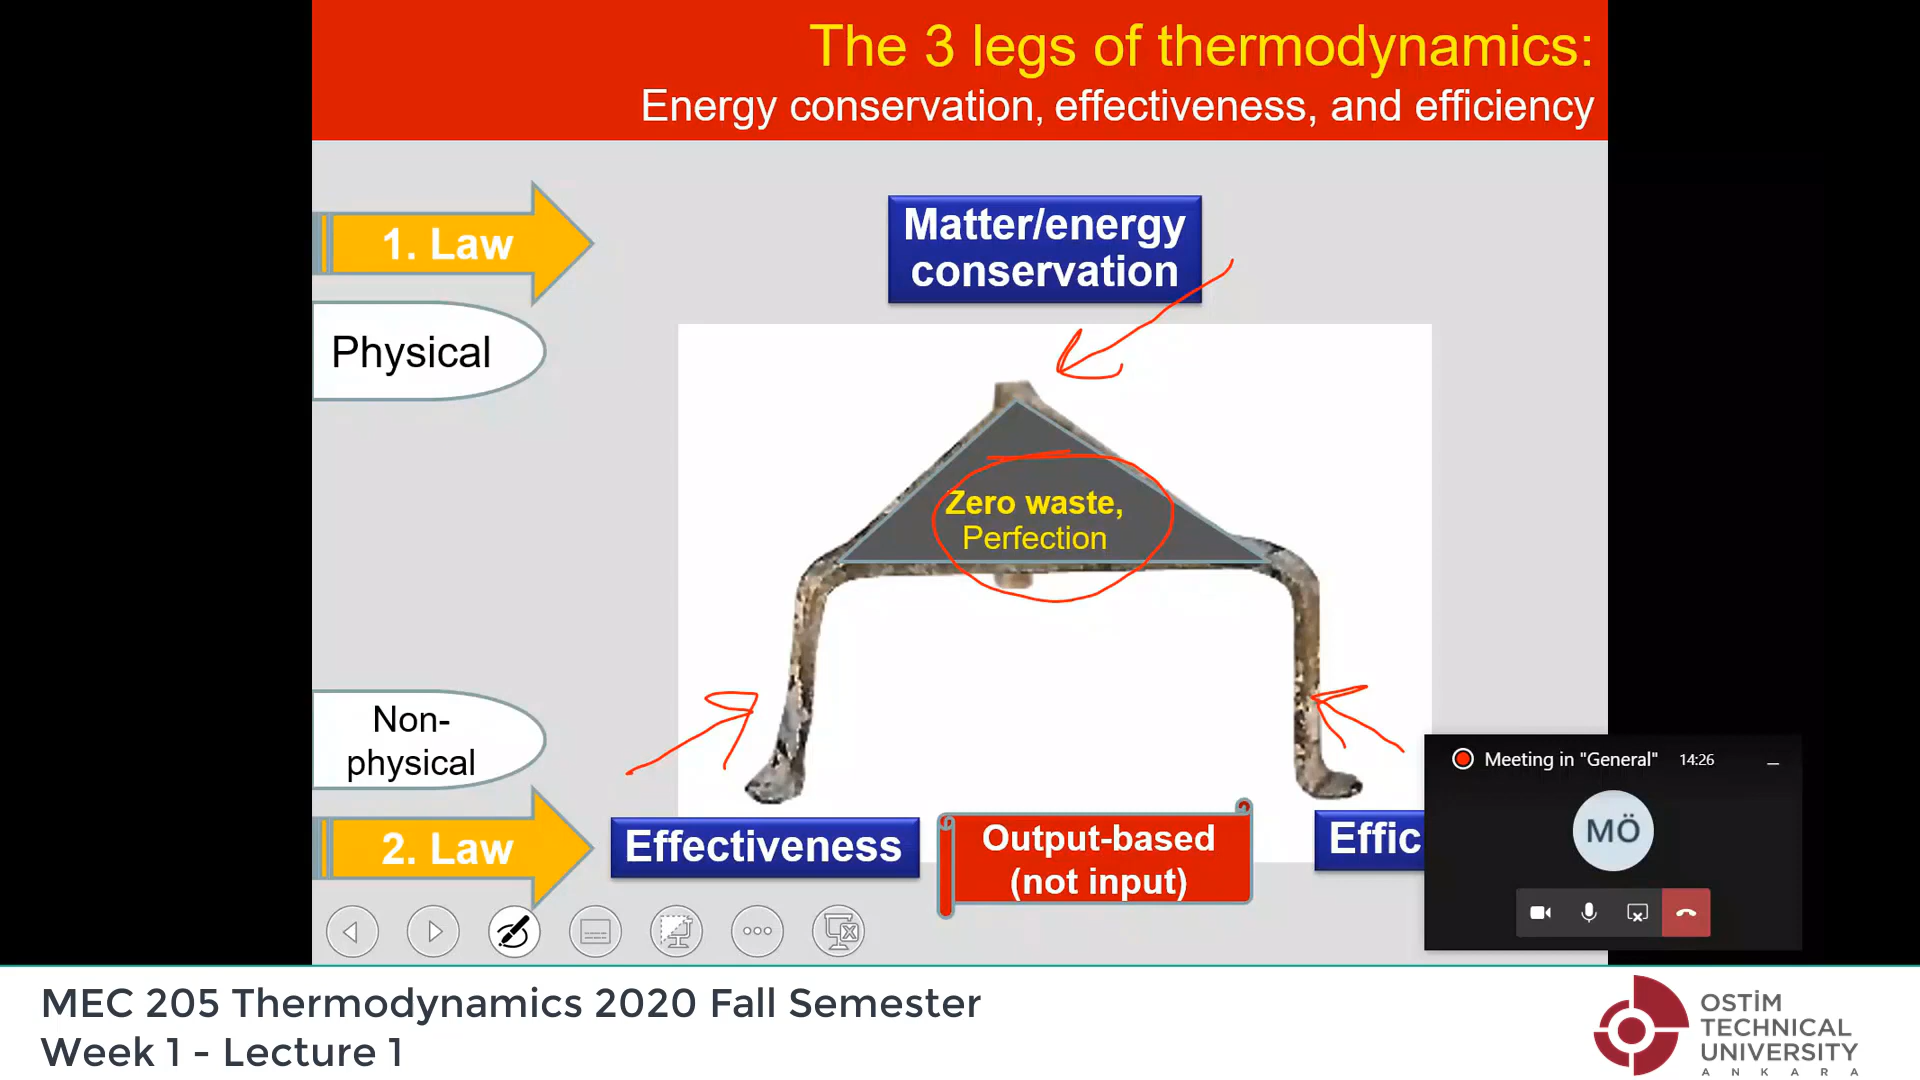 The 3 legs of thermodynamics:
Energy conservation, effectiveness, and efficiency
1. Law
Matter/energy
conservation
Physical
Zero waste,
Perfection
Non-
physical
2. Law
Effectiveness
Output-based
(not input)
Effic
Meeting in "General" 14:26
MÖ
MEC 205 Thermodynamics 2020 Fall Semester
Week 1 - Lecture 1
OSTİM
TECHNICAL
UNIVERSITY
ANKARA